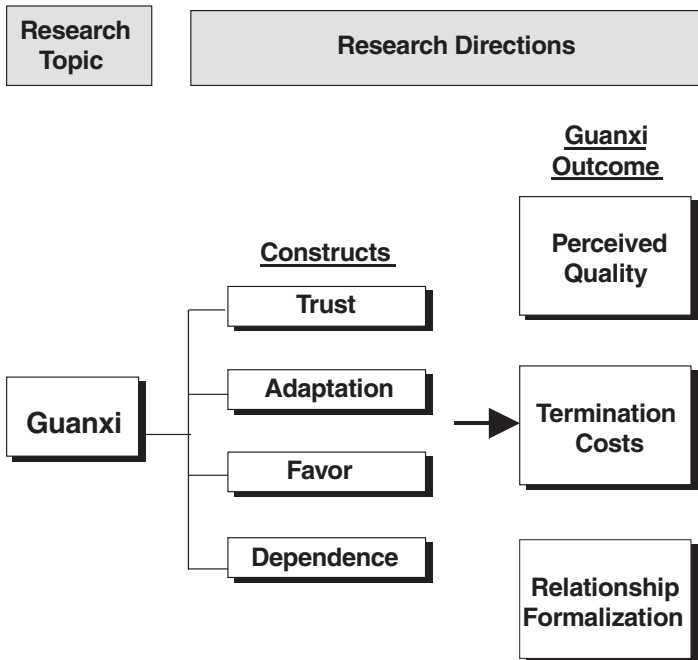 Research
Topic
Research Directions
Guanxi
Outcome
Constructs
Perceived
Quality
Trust
Adaptation
Guanxi
Termination
Costs
Favor
Dependence
Relationship
Formalization